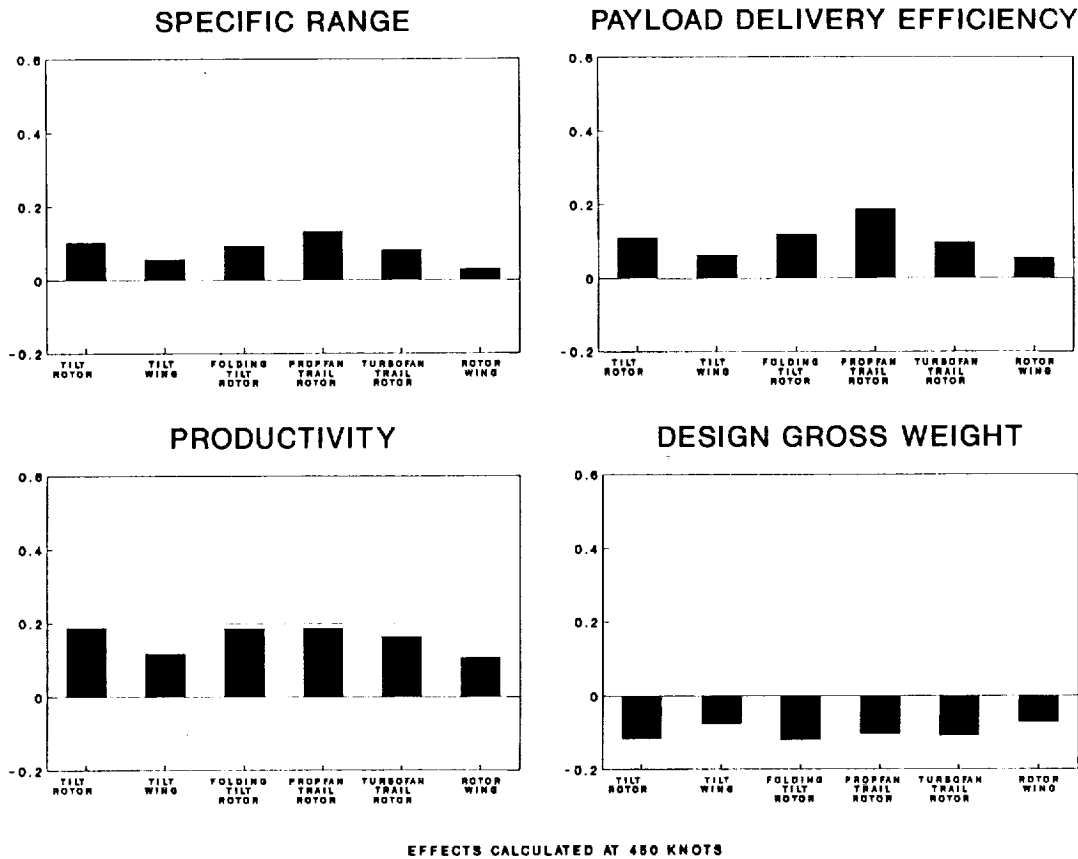 SPECIFIC RANGE
0.6
0.4
0.2
0
-0.2
TILT
ROTOR
TILT
WING
FOLDING
TILT
ROTOR
PROPFAN
TRAIL
ROTOR
TURBOFAN
TRAIL
ROTOR
ROTOR
WING
PAYLOAD DELIVERY EFFICIENCY
0.6
0.4
0.2
0
-0.2
TILT
ROTOR
TILT
WING
FOLDING
TILT
ROTOR
PROPFAN
TRAIL
ROTOR
TURBOFAN
TRAIL
ROTOR
ROTOR
WING
PRODUCTIVITY
0.6
0.4
0.2
0
-0.2
TILT
ROTOR
TILT
WING
FOLDING
TILT
ROTOR
PROPFAN
TRAIL
ROTOR
TURBOFAN
TRAIL
ROTOR
ROTOR
WING
DESIGN GROSS WEIGHT
0.6
0.4
0.2
0
-0.2
TILT
ROTOR
TILT
WING
FOLDING
TILT
ROTOR
PROPFAN
TRAIL
ROTOR
TURBOFAN
TRAIL
ROTOR
ROTOR
WING
EFFECTS CALCULATED AT 450 KNOTS